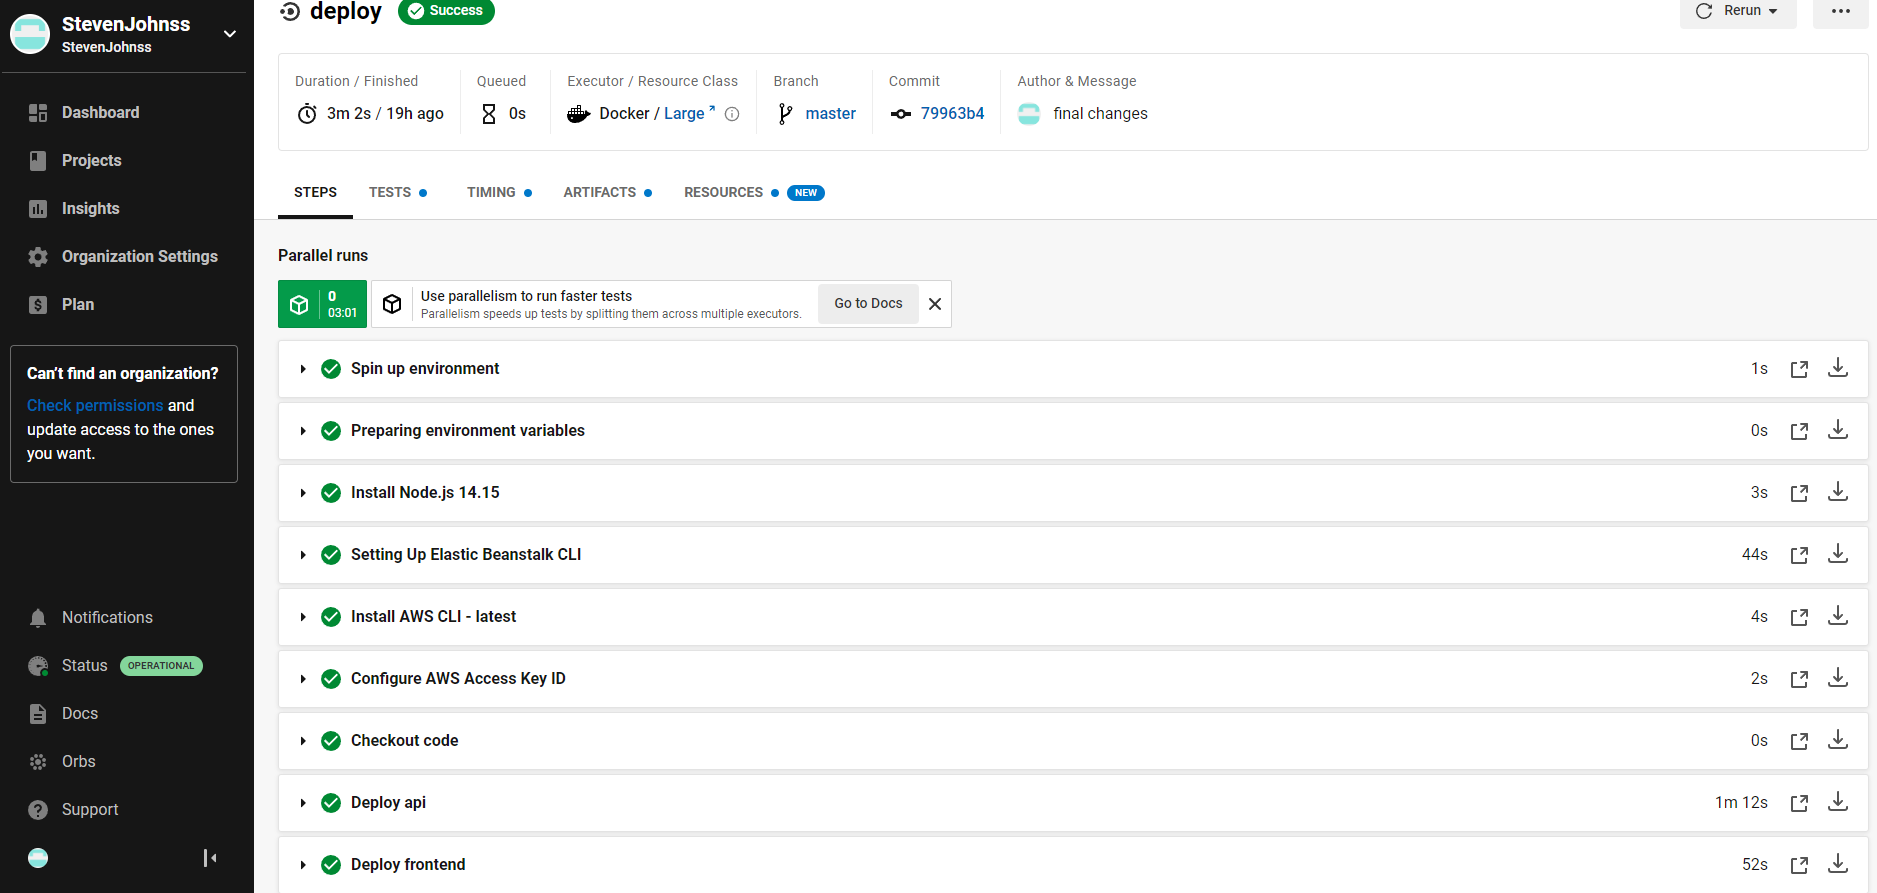 StevenJohnss
StevenJohnss
Dashboard
Projects
Insights
Organization Settings
Plan
Can't find an organization?
Check permissions and
update access to the ones
you want.
Notifications
Status OPERATIONAL
Docs
Orbs
Support
deploy Success
Rerun
Duration / Finished
3m 2s / 19h ago
Queued
0s
Executor / Resource Class
Docker / Large
Branch
master
Commit
79963b4
Author & Message
final changes
STEPS TESTS TIMING ARTIFACTS RESOURCES NEW
Parallel runs
0
03:01
Use parallelism to run faster tests
Parallelism speeds up tests by splitting them across multiple executors.
Go to Docs
Spin up environment 1s
Preparing environment variables 0s
Install Node.js 14.15 3s
Setting Up Elastic Beanstalk CLI 44s
Install AWS CLI - latest 4s
Configure AWS Access Key ID 2s
Checkout code 0s
Deploy api 1m 12s
Deploy frontend 52s